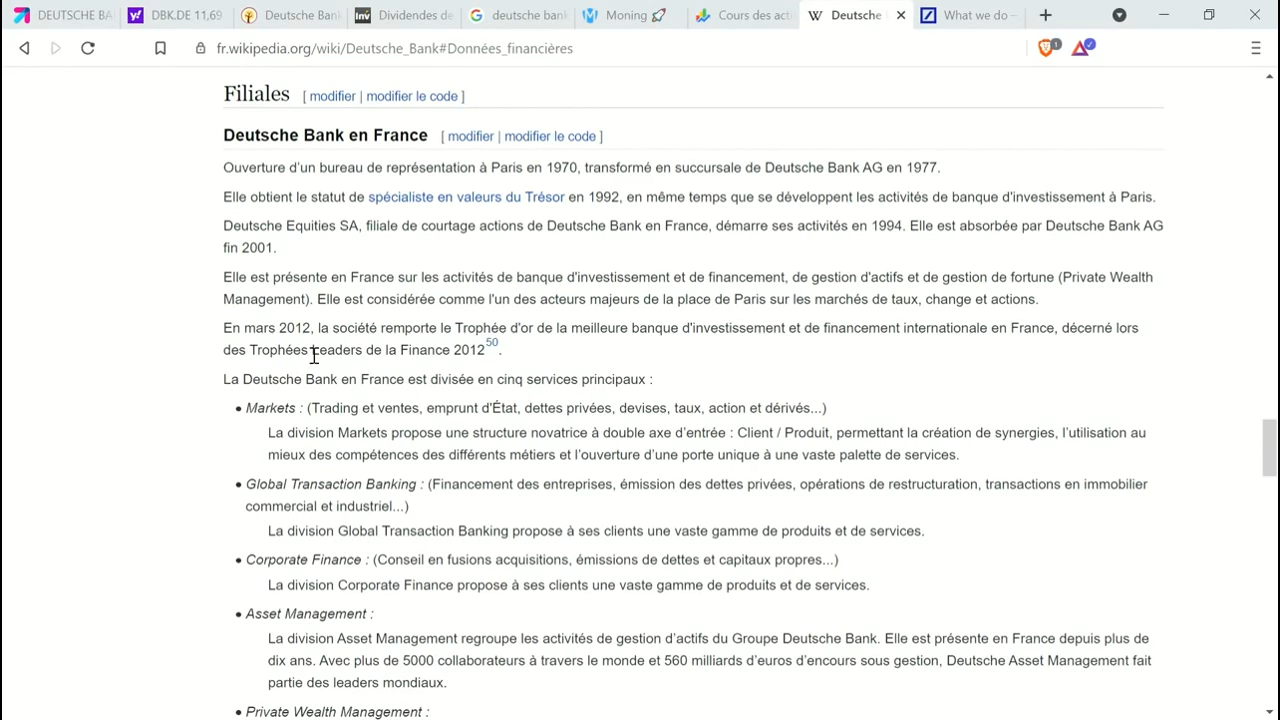 DEUTSCHE BA
DBK.DE 11,69
Deutsche Ban
Inv Dividendes de
deutsche bank
Moning
Cours des acti
W Deutsche
What we do –
fr.wikipedia.org/wiki/Deutsche_Bank#Données_financières
1
Filiales [ modifier | modifier le code ]
Deutsche Bank en France [ modifier | modifier le code ]
Ouverture d’un bureau de représentation à Paris en 1970, transformé en succursale de Deutsche Bank AG en 1977.
Elle obtient le statut de spécialiste en valeurs du Trésor en 1992, en même temps que se développent les activités de banque d'investissement à Paris.
Deutsche Equities SA, filiale de courtage actions de Deutsche Bank en France, démarre ses activités en 1994. Elle est absorbée par Deutsche Bank AG
fin 2001.
Elle est présente en France sur les activités de banque d'investissement et de financement, de gestion d'actifs et de gestion de fortune (Private Wealth
Management). Elle est considérée comme l'un des acteurs majeurs de la place de Paris sur les marchés de taux, change et actions.
En mars 2012, la société remporte le Trophée d'or de la meilleure banque d'investissement et de financement internationale en France, décerné lors
des Trophées Leaders de la Finance 2012 50.
La Deutsche Bank en France est divisée en cinq services principaux :
• Markets : (Trading et ventes, emprunt d'État, dettes privées, devises, taux, action et dérivés...)
La division Markets propose une structure novatrice à double axe d’entrée : Client / Produit, permettant la création de synergies, l’utilisation au
mieux des compétences des différents métiers et l’ouverture d’une porte unique à une vaste palette de services.
• Global Transaction Banking : (Financement des entreprises, émission des dettes privées, opérations de restructuration, transactions en immobilier
commercial et industriel...)
La division Global Transaction Banking propose à ses clients une vaste gamme de produits et de services.
• Corporate Finance : (Conseil en fusions acquisitions, émissions de dettes et capitaux propres...)
La division Corporate Finance propose à ses clients une vaste gamme de produits et de services.
• Asset Management :
La division Asset Management regroupe les activités de gestion d’actifs du Groupe Deutsche Bank. Elle est présente en France depuis plus de
dix ans. Avec plus de 5000 collaborateurs à travers le monde et 560 milliards d’euros d’encours sous gestion, Deutsche Asset Management fait
partie des leaders mondiaux.
• Private Wealth Management :